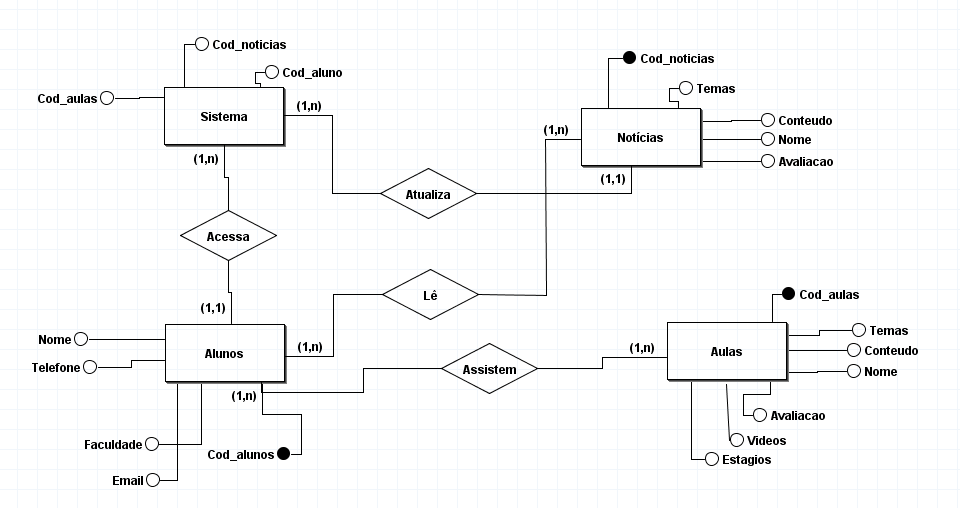 Cod_noticias
Cod_aluno
Cod_aulas
Sistema
(1,n)
(1,n)
Cod_noticias
Temas
Conteudo
Nome
Avaliacao
Notícias
(1,n)
(1,1)
Atualiza
Acessa
Lê
(1,1)
Nome
Telefone
Alunos
(1,n)
(1,n)
Faculdade
Email
Cod_alunos
Assistem
(1,n)
Cod_aulas
Aulas
Temas
Conteudo
Nome
Avaliacao
Videos
Estagios